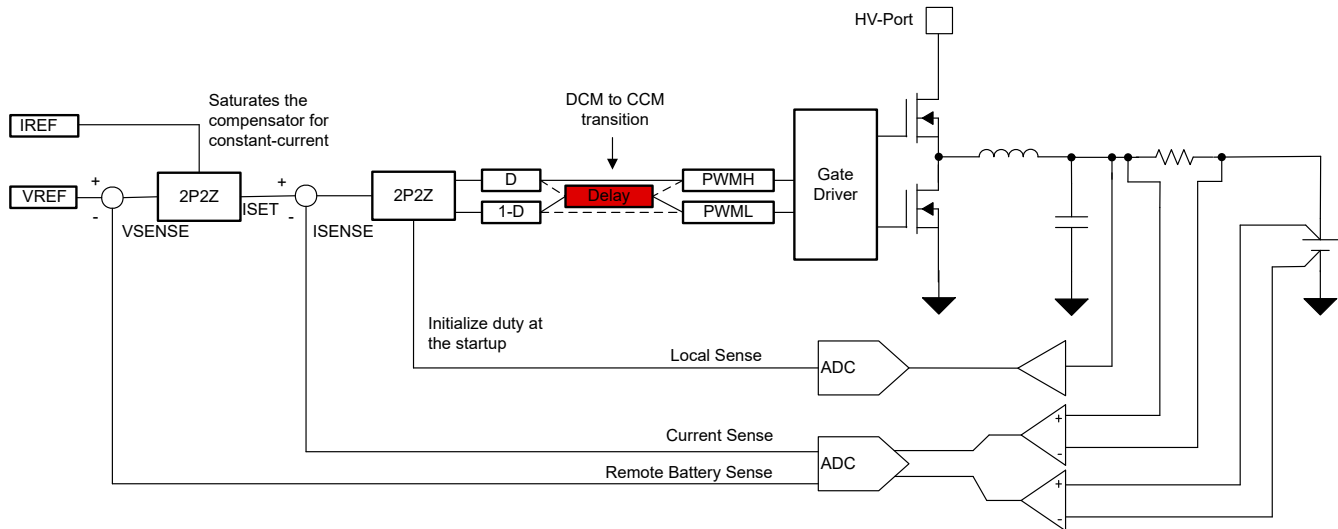 HV-Port
Saturates the
compensator for
constant-current
DCM to CCM
transition
IREF
VREF
+
-
VSENSE
2P2Z
ISET
+
-
ISENSE
2P2Z
D
1-D
Delay
PWMH
PWML
Gate
Driver
Initialize duty at
the startup
Local Sense
ADC
Current Sense
Remote Battery Sense
ADC
+
-
+
-